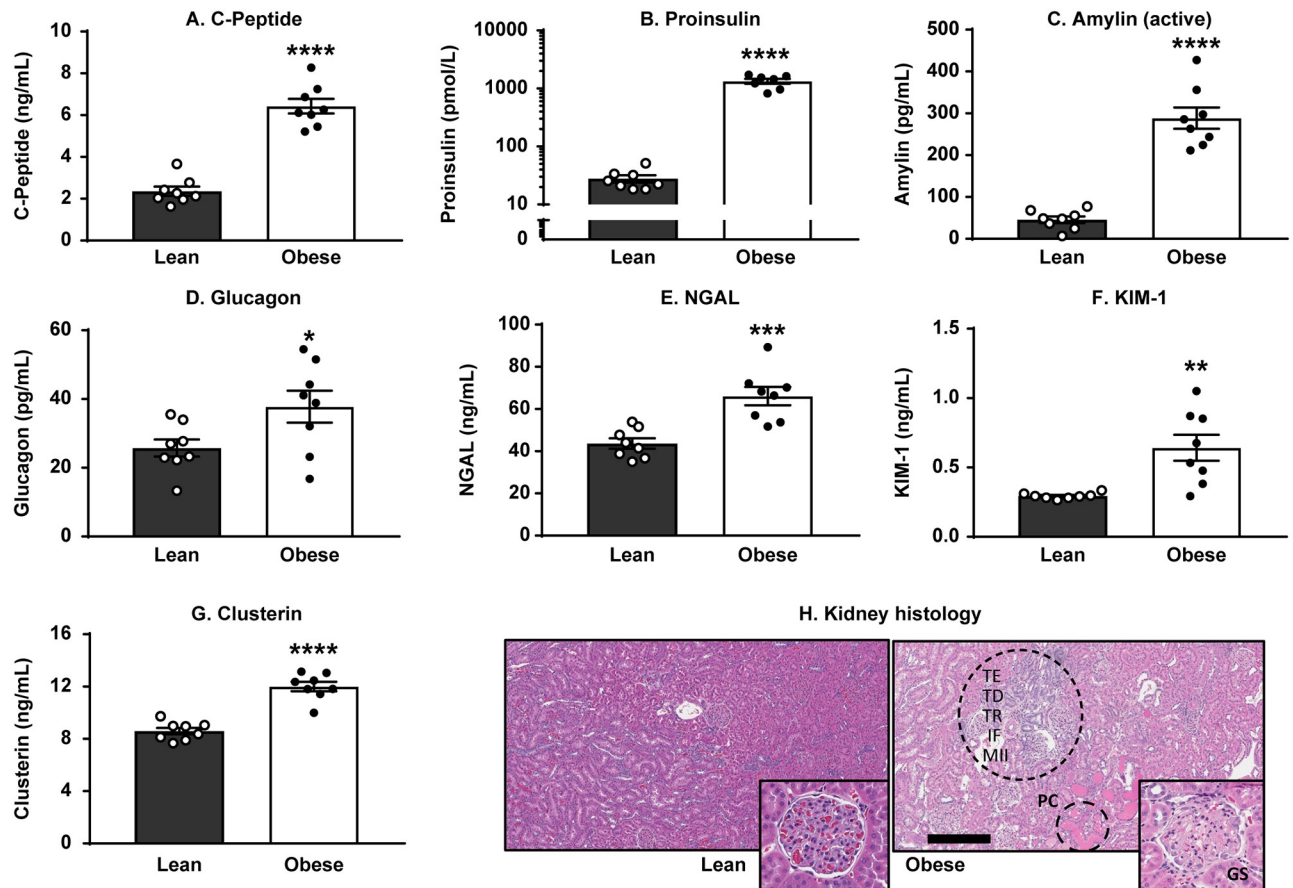 A. C-Peptide
C-Peptide (ng/mL)
10
8
6
4
2
0
****
Lean
Obese
B. Proinsulin
Proinsulin (pmol/L)
10000
1000
100
10
0
****
Lean
Obese
C. Amylin (active)
Amylin (pg/mL)
500
400
300
200
100
0
****
Lean
Obese
D. Glucagon
Glucagon (pg/mL)
60
40
20
0
*
Lean
Obese
E. NGAL
NGAL (ng/mL)
100
80
60
40
20
0
***
Lean
Obese
F. KIM-1
KIM-1 (ng/mL)
1.5
1.0
0.5
0.0
**
Lean
Obese
G. Clusterin
Clusterin (ng/mL)
16
12
8
4
0
****
Lean
Obese
H. Kidney histology
TE
TD
TR
IF
MII
PC
GS
Lean
Obese